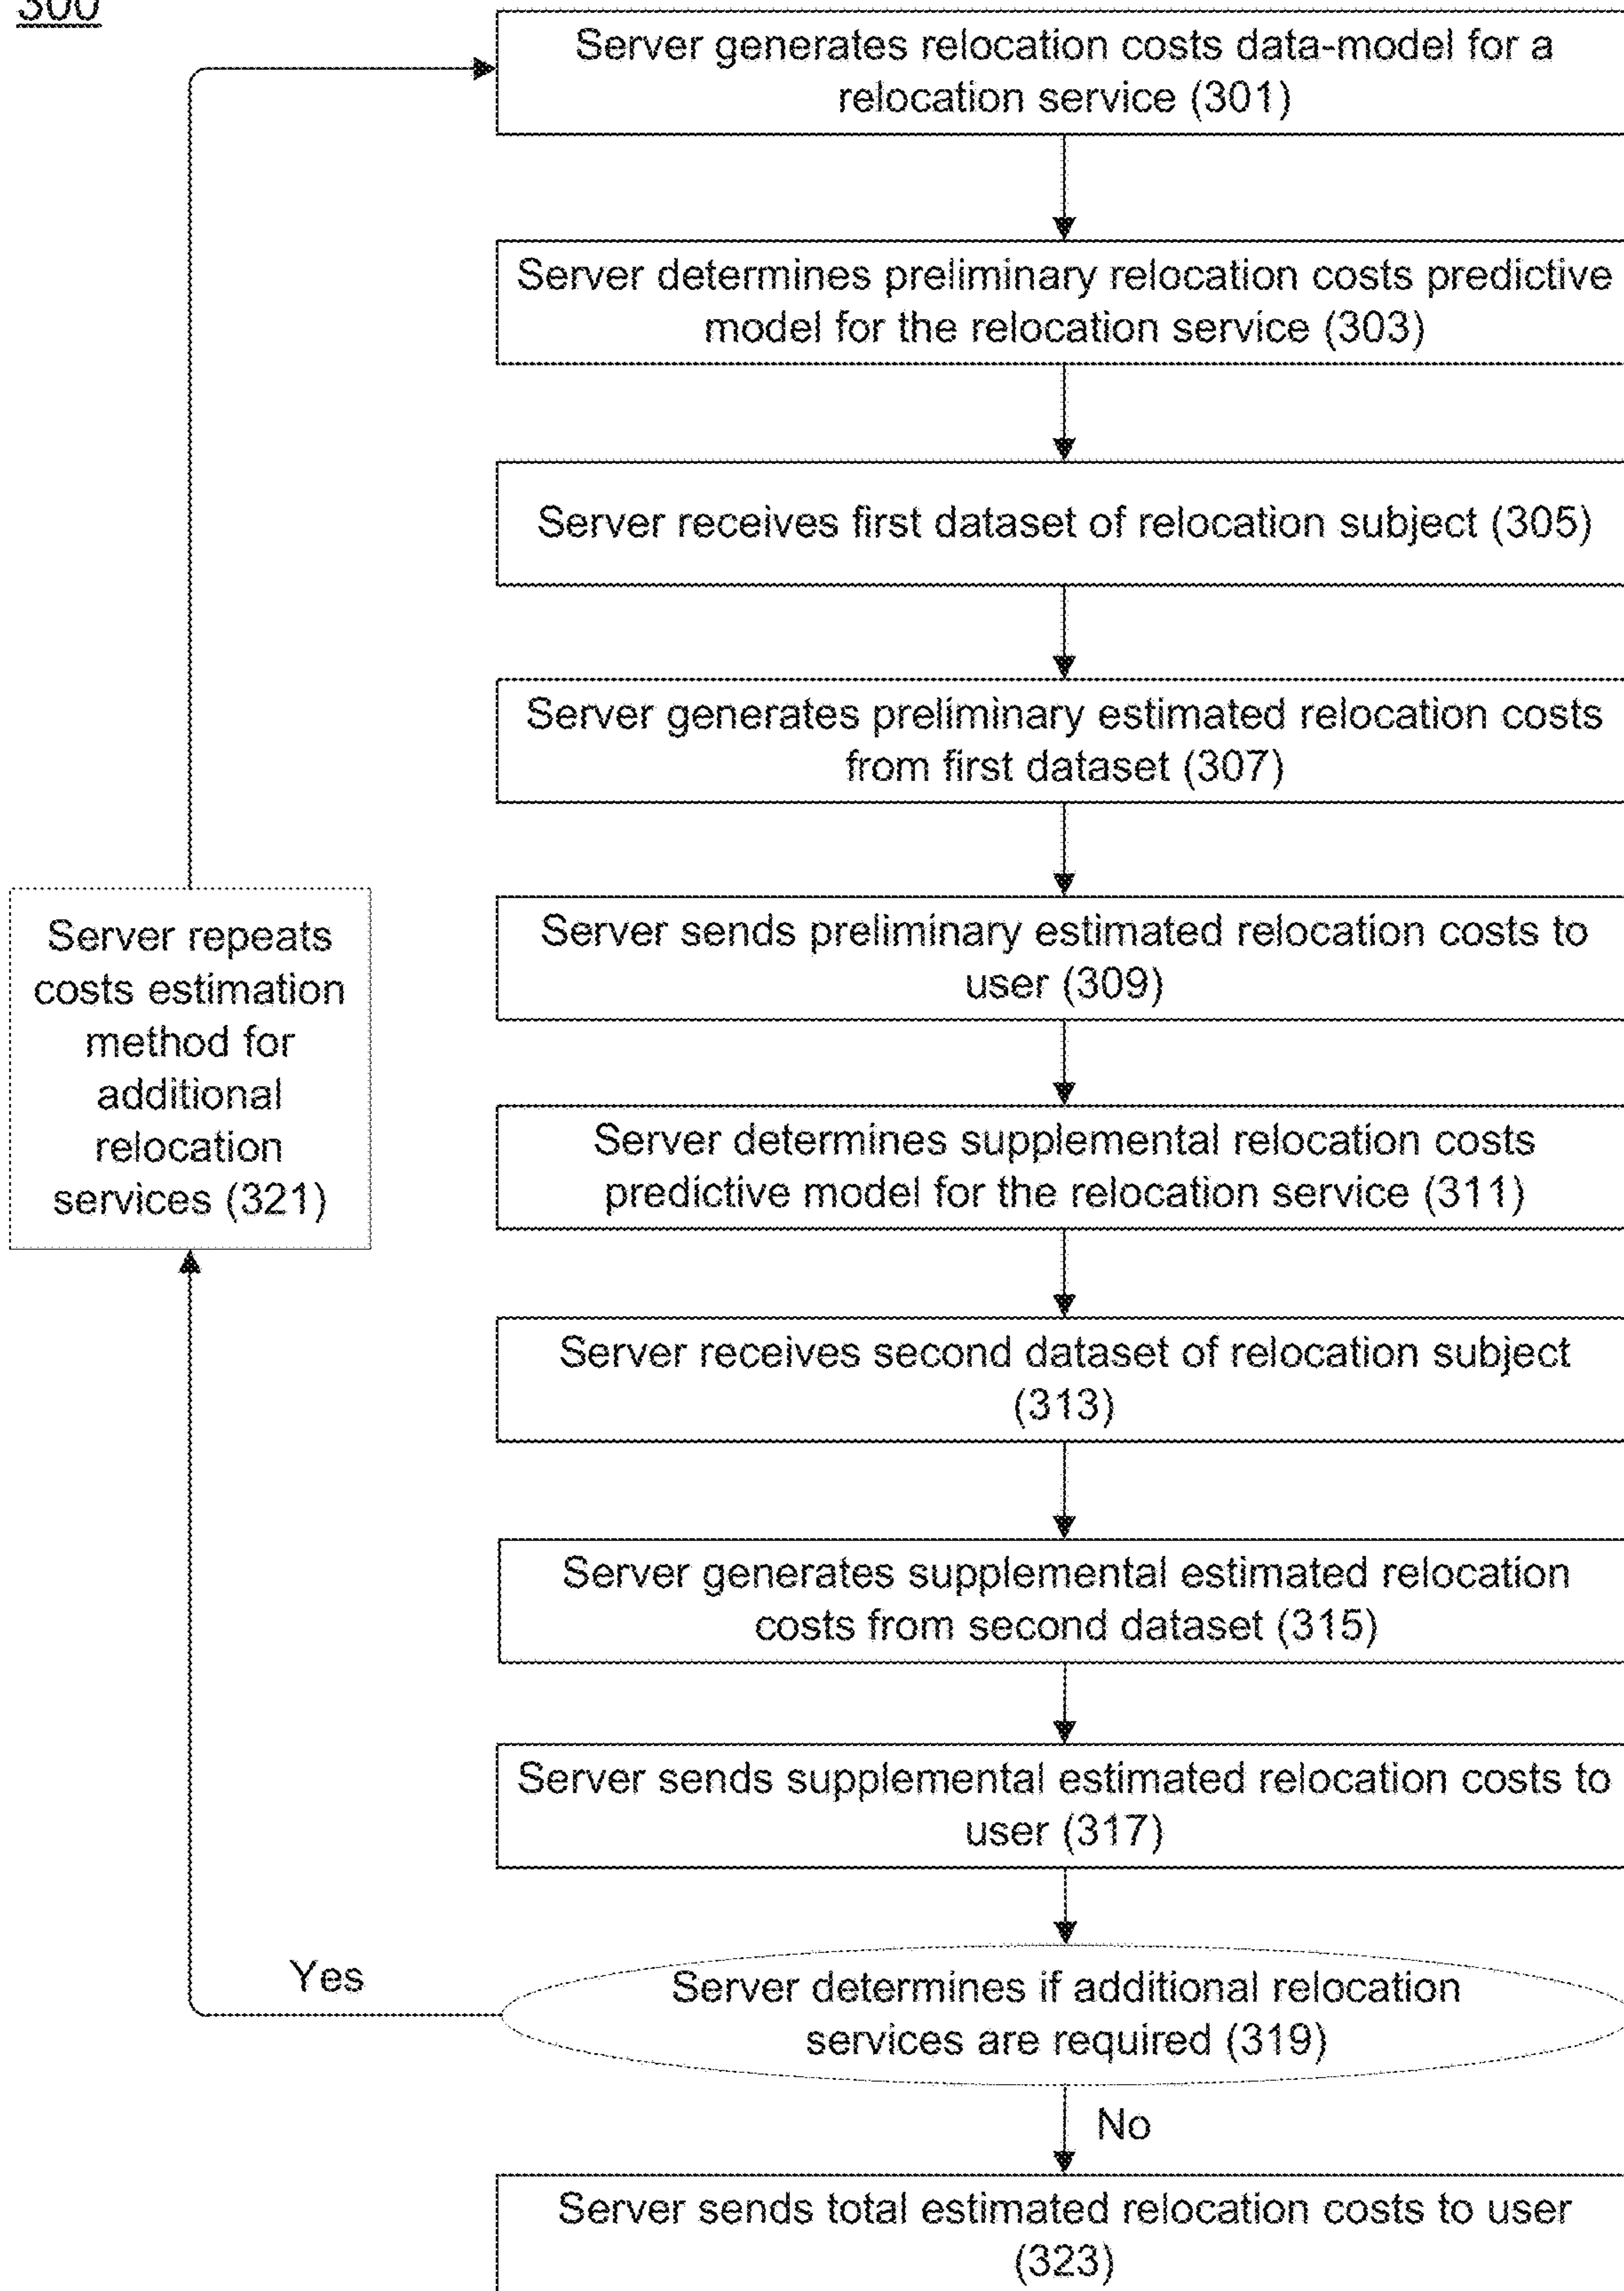 300
Server generates relocation costs data-model for a
relocation service (301)
Server determines preliminary relocation costs predictive
model for the relocation service (303)
Server receives first dataset of relocation subject (305)
Server generates preliminary estimated relocation costs
from first dataset (307)
Server sends preliminary estimated relocation costs to
user (309)
Server repeats
costs estimation
method for
additional
relocation
services (321)
Server determines supplemental relocation costs
predictive model for the relocation service (311)
Server receives second dataset of relocation subject
(313)
Server generates supplemental estimated relocation
costs from second dataset (315)
Server sends supplemental estimated relocation costs to
user (317)
Yes
Server determines if additional relocation
services are required (319)
No
Server sends total estimated relocation costs to user
(323)